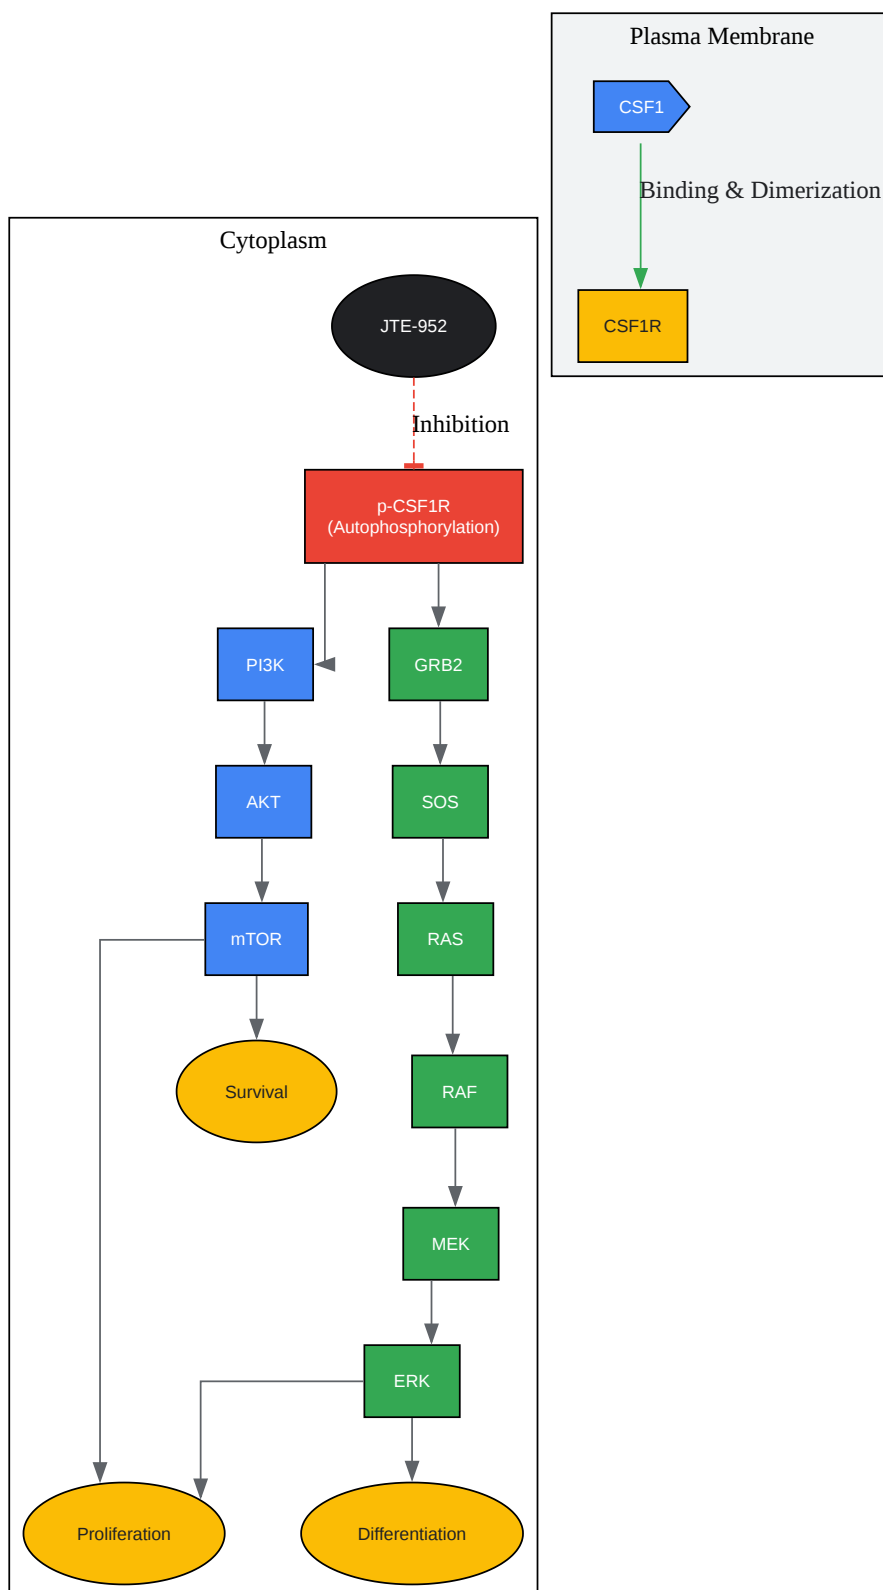 Plasma Membrane
CSF1
Binding & Dimerization
CSF1R
Cytoplasm
JTE-952
Inhibition
p-CSF1R
(Autophosphorylation)
PI3K
GRB2
AKT
SOS
mTOR
RAS
Survival
RAF
MEK
ERK
Proliferation
Differentiation